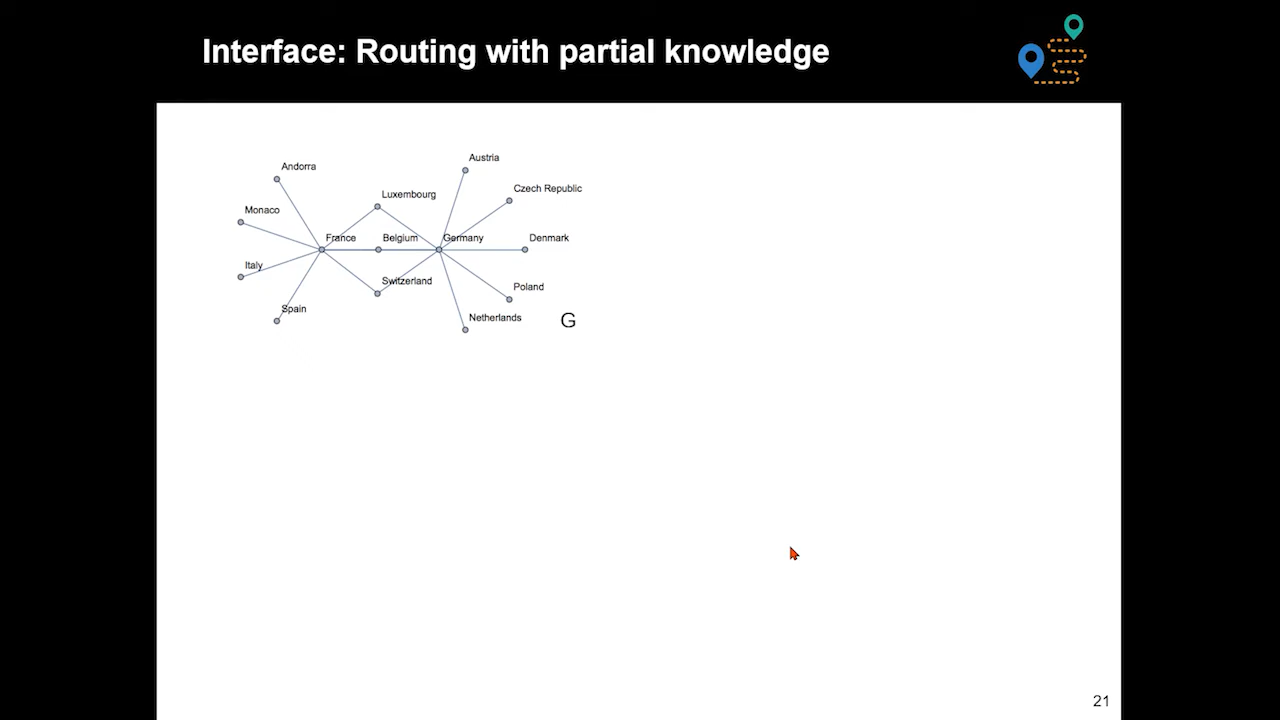 Interface: Routing with partial knowledge
Austria
Andorra
Czech Republic
Luxembourg
Monaco
France
Belgium
Germany
Denmark
Italy
Switzerland
Poland
Spain
Netherlands
G
21